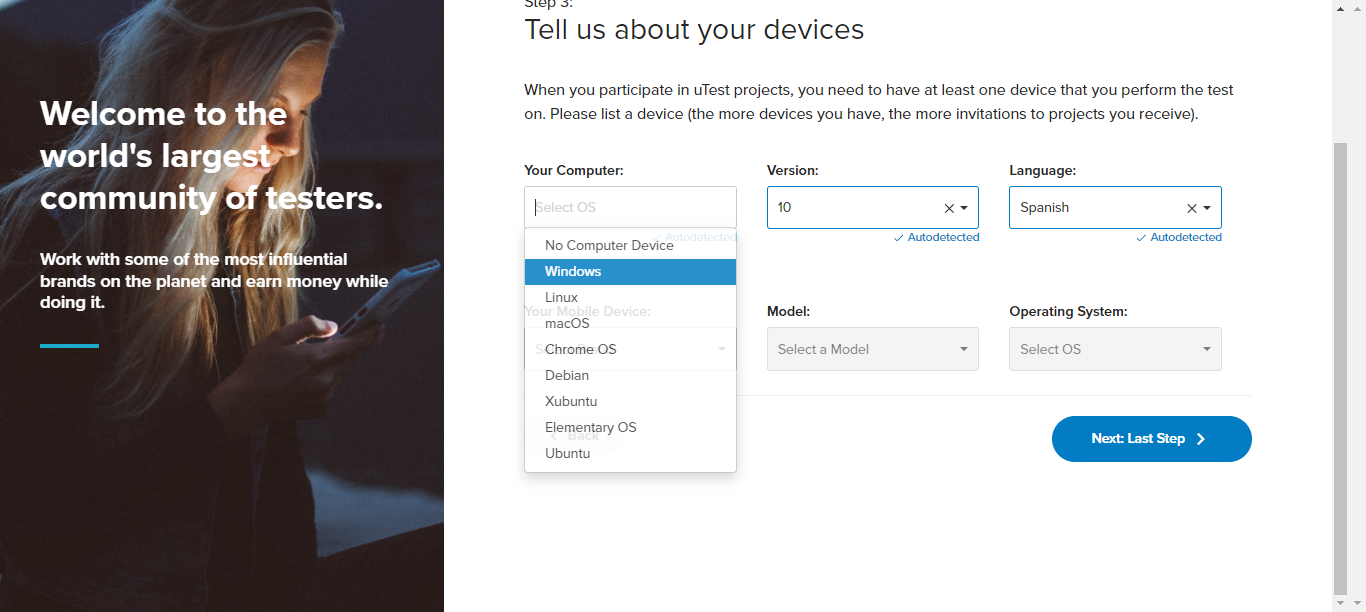 Step 3:
Tell us about your devices
Welcome to the
world's largest
community of testers.
Work with some of the most influential
brands on the planet and earn money while
doing it.
When you participate in uTest projects, you need to have at least one device that you perform the test
on. Please list a device (the more devices you have, the more invitations to projects you receive).
Your Computer:
Version:
Language:
Select OS
10
Spanish
Autodetected
Autodetected
Autodetected
No Computer Device
Windows
Linux
macOS
Chrome OS
Debian
Xubuntu
Elementary OS
Ubuntu
Your Mobile Device:
Model:
Operating System:
Select a Model
Select OS
Back
Next: Last Step